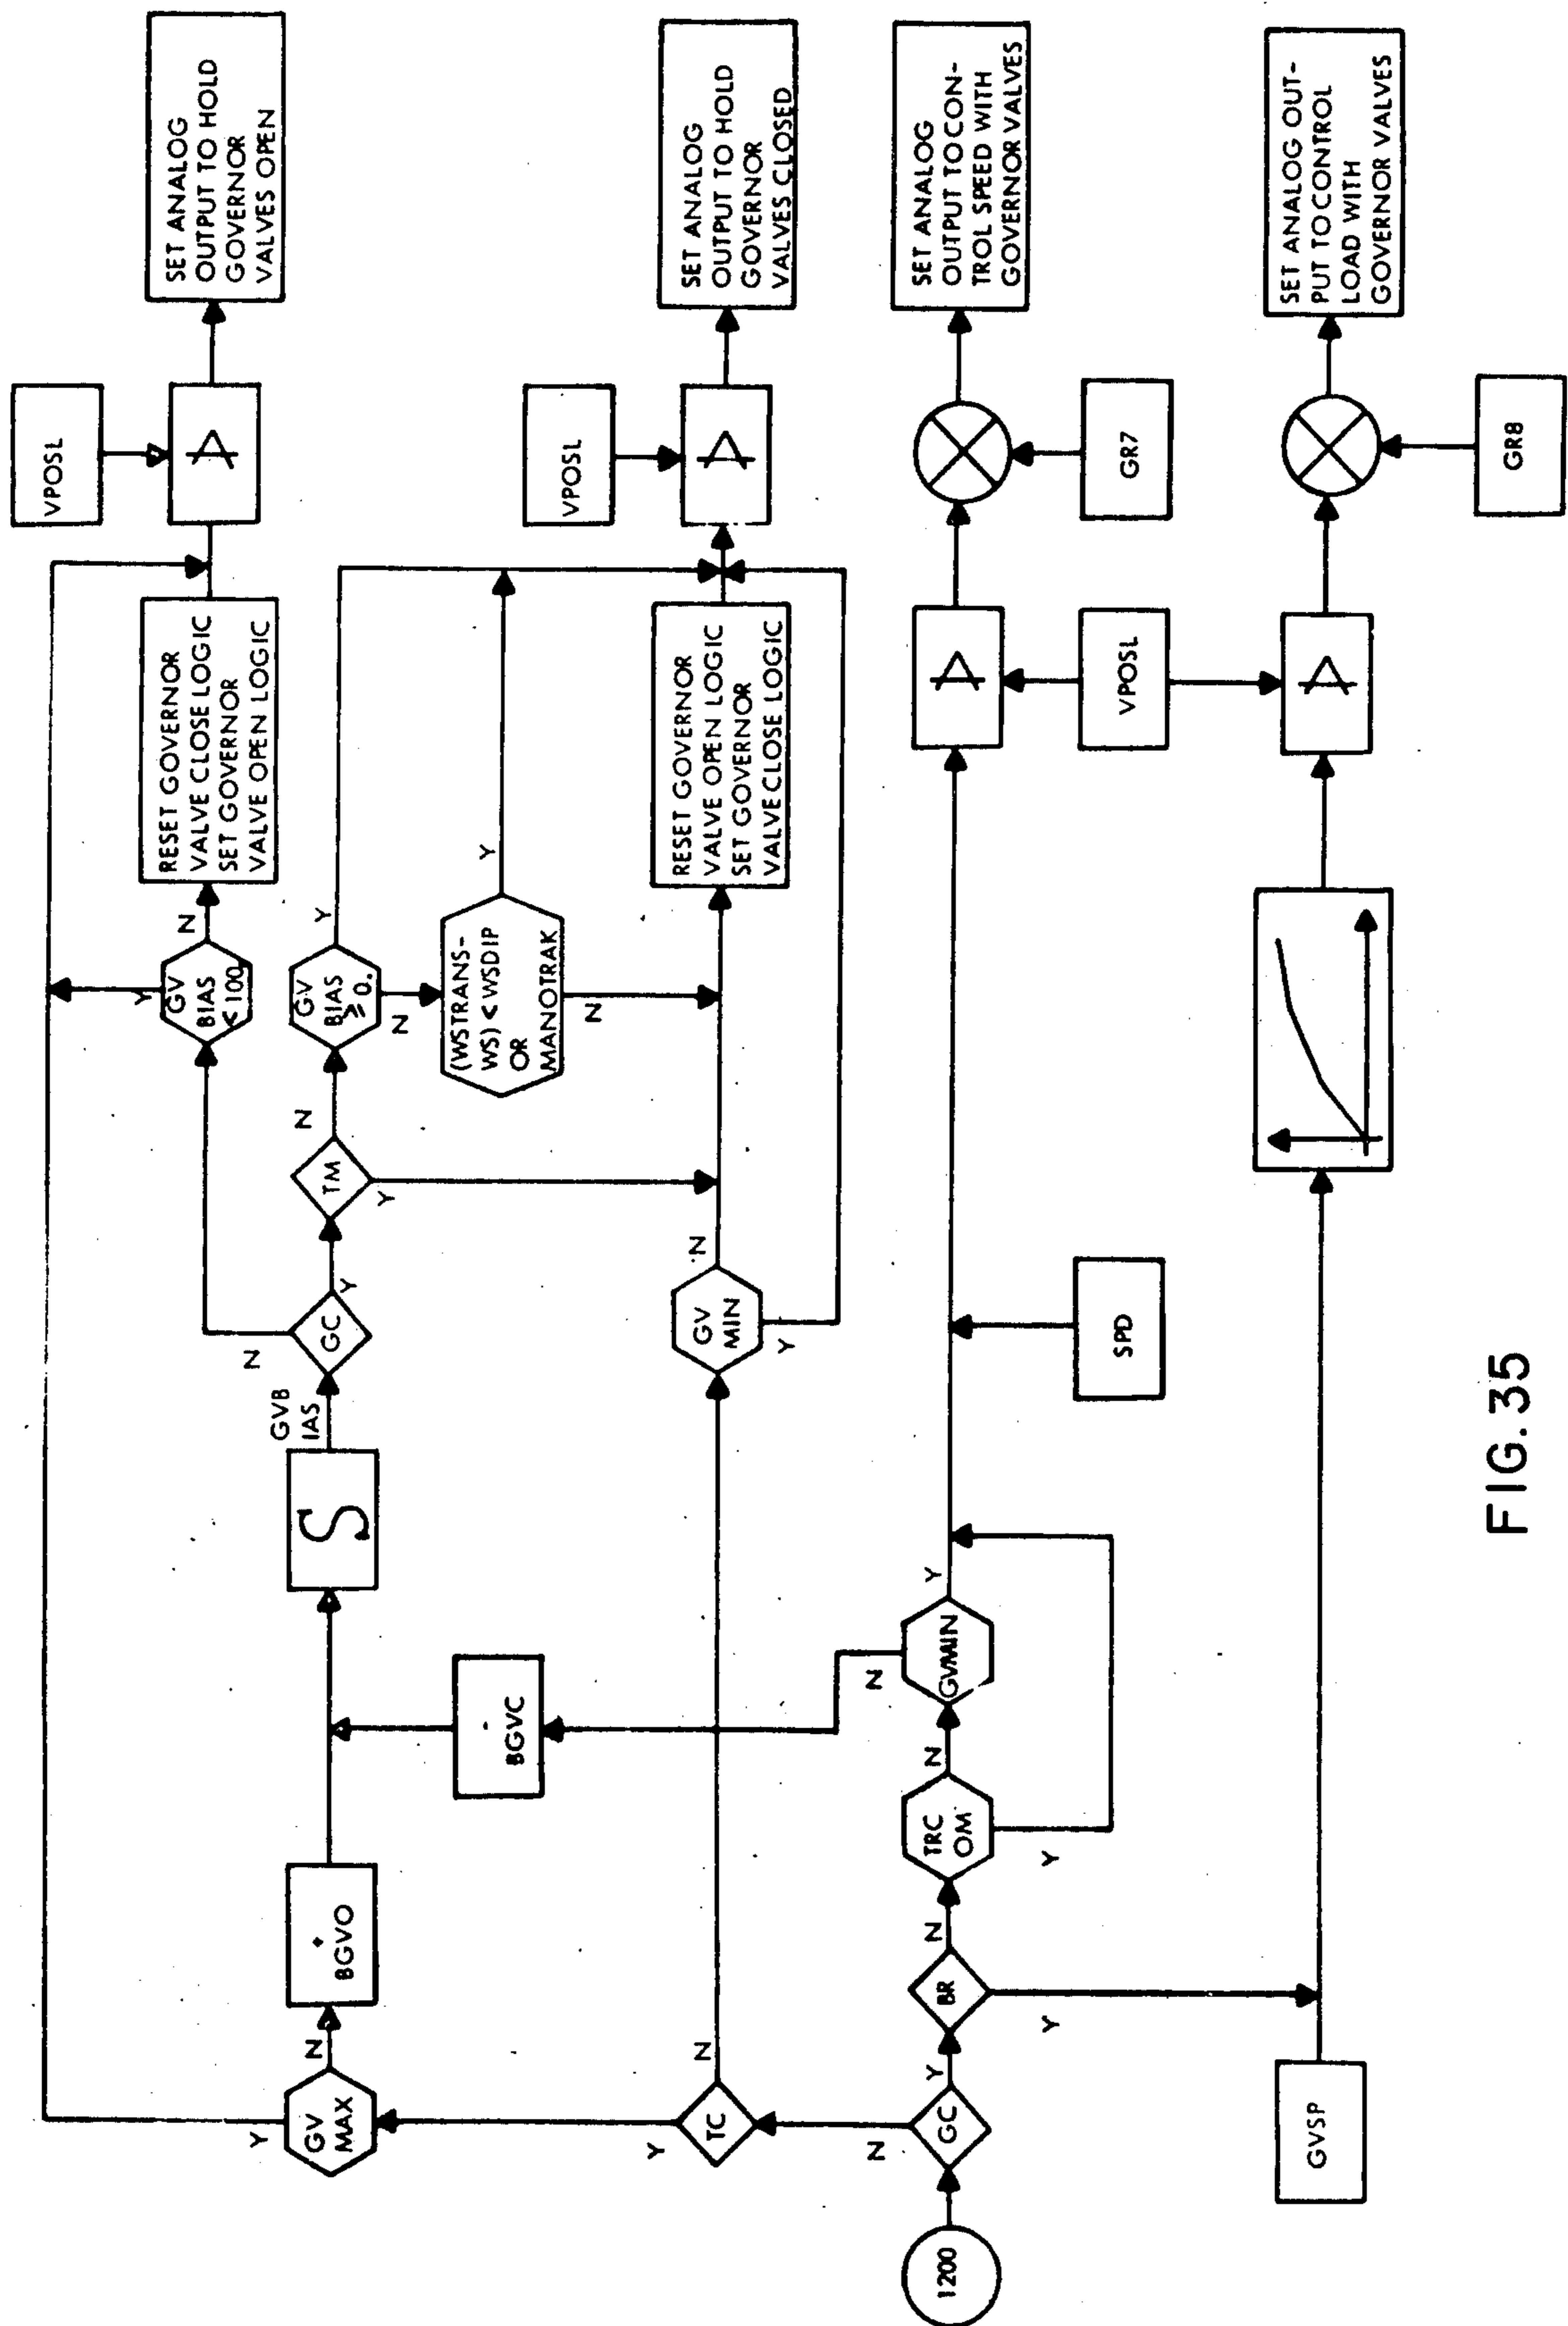 SET ANALOG
OUTPUT TO HOLD
GOVERNOR
VALVES OPEN
VPOSL
A
RESET GOVERNOR
VALVE CLOSE LOGIC
SET GOVERNOR
VALVE OPEN LOGIC
N
Y
GV
BIAS
<100
SET ANALOG
OUTPUT TO HOLD
GOVERNOR
VALVES CLOSED
VPOSL
A
Y
GV
BIAS
≥0.
N
Y
(WSTRANS-
WS) < WSDIP
OR
MANOTRAK
N
RESET GOVERNOR
VALVE OPEN LOGIC
SET GOVERNOR
VALVE CLOSE LOGIC
N
TM
Y
Y
GC
N
GVB
IAS
S
N
GV
MIN
Y
+
BGVO
-
BGVC
N
GV
MAX
Y
N
TC
Y
SET ANALOG
OUTPUT TO CON-
TROL SPEED WITH
GOVERNOR VALVES
GR7
A
VPOSL
SPD
Y
GVMIN
N
N
TRC
OM
Y
N
BR
Y
Y
GC
N
1200
SET ANALOG OUT-
PUT TO CONTROL
LOAD WITH
GOVERNOR VALVES
GR8
A
GVSP
FIG. 35